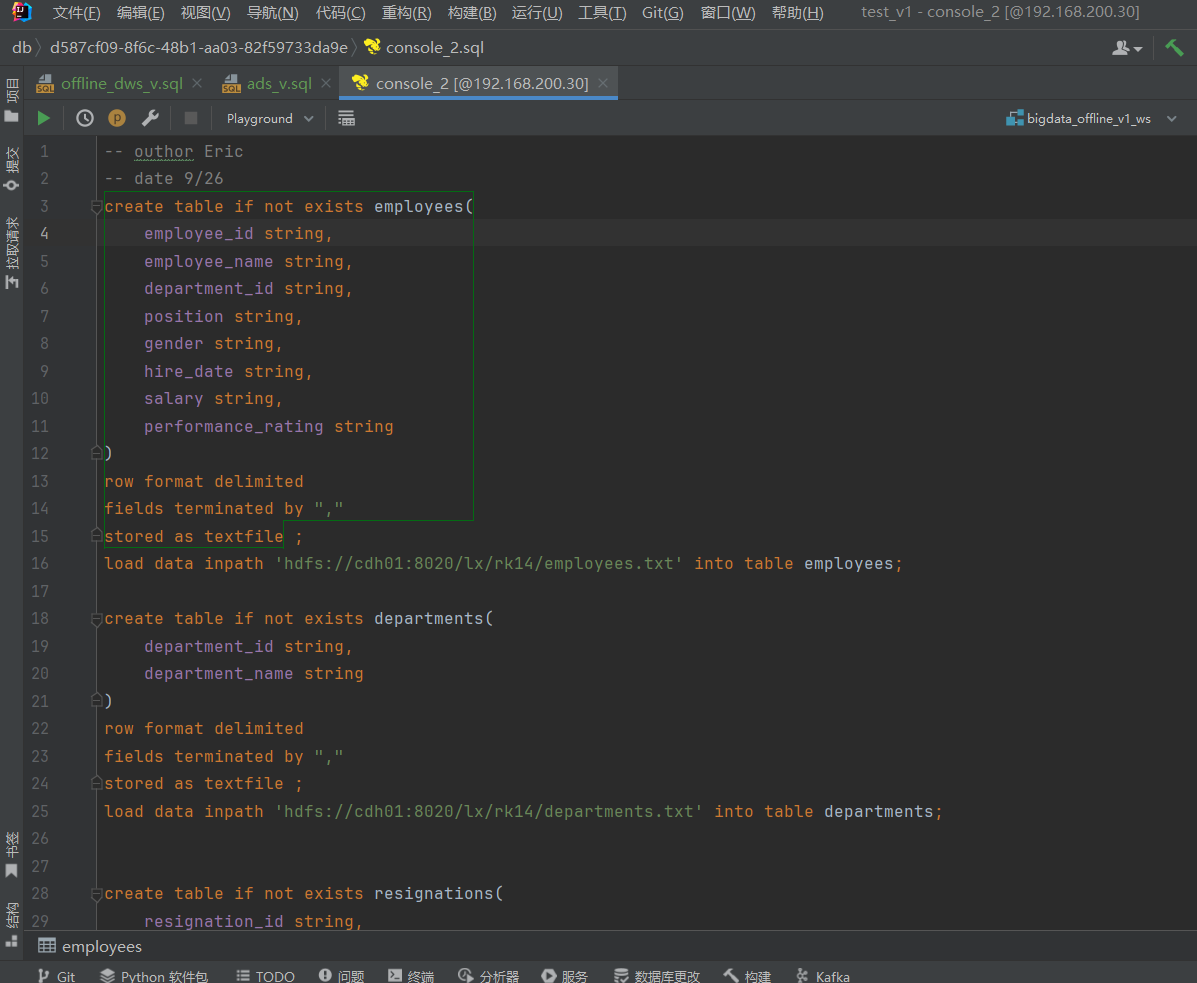 文件(F) 编辑(E) 视图(V) 导航(N) 代码(C) 重构(R) 构建(B) 运行(U) 工具(T) Git(G) 窗口(W) 帮助(H) test_v1 - console_2 [@192.168.200.30]
db d587cf09-8f6c-48b1-aa03-82f59733da9e console_2.sql
offline_dws_v.sql ads_v.sql console_2 [@192.168.200.30]
Playground bigdata_offline_v1_ws
项目
提交
拉取请求
书签
结构
1 -- outhor Eric
2 -- date 9/26
3 create table if not exists employees(
4 employee_id string,
5 employee_name string,
6 department_id string,
7 position string,
8 gender string,
9 hire_date string,
10 salary string,
11 performance_rating string
12 )
13 row format delimited
14 fields terminated by ","
15 stored as textfile ;
16 load data inpath 'hdfs://cdh01:8020/lx/rk14/employees.txt' into table employees;
17
18 create table if not exists departments(
19 department_id string,
20 department_name string
21 )
22 row format delimited
23 fields terminated by ","
24 stored as textfile ;
25 load data inpath 'hdfs://cdh01:8020/lx/rk14/departments.txt' into table departments;
26
27
28 create table if not exists resignations(
29 resignation_id string,
employees
Git Python 软件包 TODO 问题 终端 分析器 服务 数据库更改 构建 Kafka